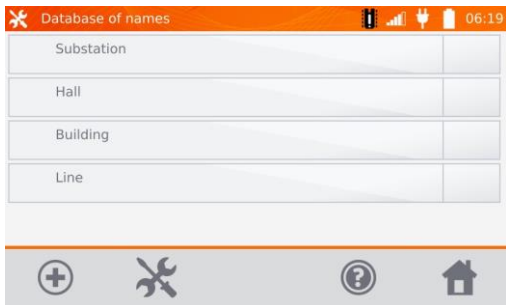 Database of names
06:19
Substation
Hall
Building
Line